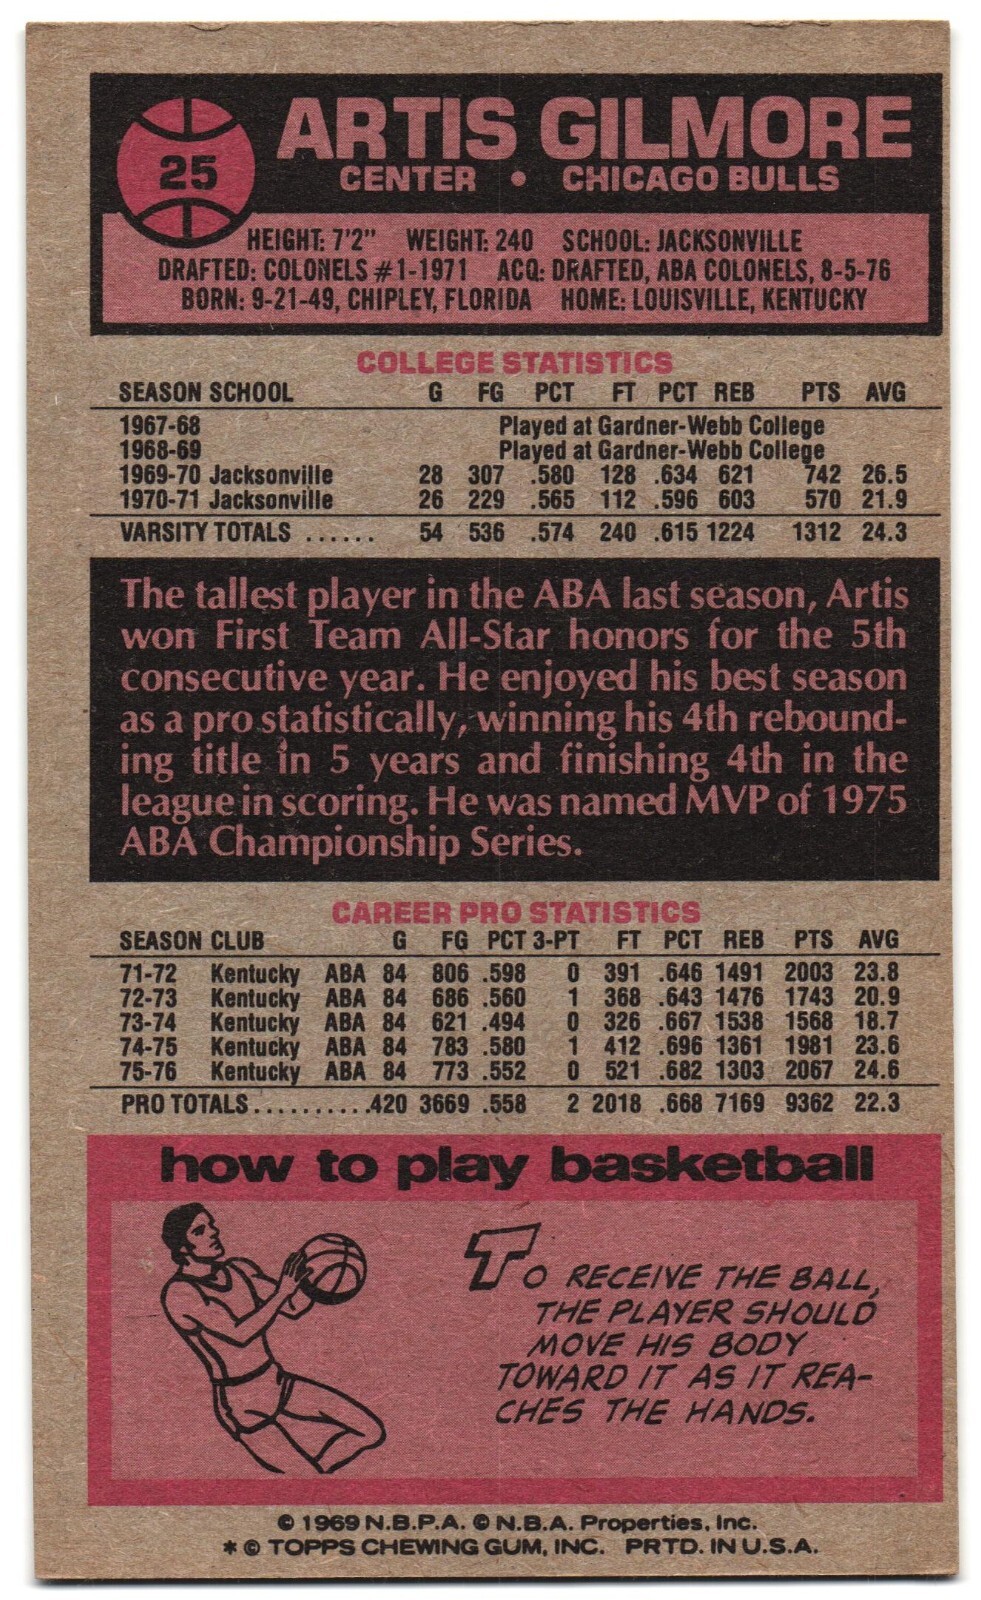 25
ARTIS GILMORE
CENTER • CHICAGO BULLS
HEIGHT: 7'2" WEIGHT: 240 SCHOOL: JACKSONVILLE
DRAFTED: COLONELS #1-1971 ACQ: DRAFTED, ABA COLONELS, 8-5-76
BORN: 9-21-49, CHIPLEY, FLORIDA HOME: LOUISVILLE, KENTUCKY
COLLEGE STATISTICS
SEASON SCHOOL G FG PCT FT PCT REB PTS AVG
1967-68 Played at Gardner-Webb College
1968-69 Played at Gardner-Webb College
1969-70 Jacksonville 28 307 .580 128 .634 621 742 26.5
1970-71 Jacksonville 26 229 .565 112 .596 603 570 21.9
VARSITY TOTALS ...... 54 536 .574 240 .615 1224 1312 24.3
The tallest player in the ABA last season, Artis
won First Team All-Star honors for the 5th
consecutive year. He enjoyed his best season
as a pro statistically, winning his 4th rebound-
ing title in 5 years and finishing 4th in the
league in scoring. He was named MVP of 1975
ABA Championship Series.
CAREER PRO STATISTICS
SEASON CLUB G FG PCT 3-PT FT PCT REB PTS AVG
71-72 Kentucky ABA 84 806 .598 0 391 .646 1491 2003 23.8
72-73 Kentucky ABA 84 686 .560 1 368 .643 1476 1743 20.9
73-74 Kentucky ABA 84 621 .494 0 326 .667 1538 1568 18.7
74-75 Kentucky ABA 84 783 .580 1 412 .696 1361 1981 23.6
75-76 Kentucky ABA 84 773 .552 0 521 .682 1303 2067 24.6
PRO TOTALS..........420 3669 .558 2 2018 .668 7169 9362 22.3
how to play basketball
TO RECEIVE THE BALL,
THE PLAYER SHOULD
MOVE HIS BODY
TOWARD IT AS IT REA-
CHES THE HANDS.
© 1969 N.B.P.A. © N.B.A. Properties, Inc.
* © TOPPS CHEWING GUM, INC. PRTD. IN U.S.A.